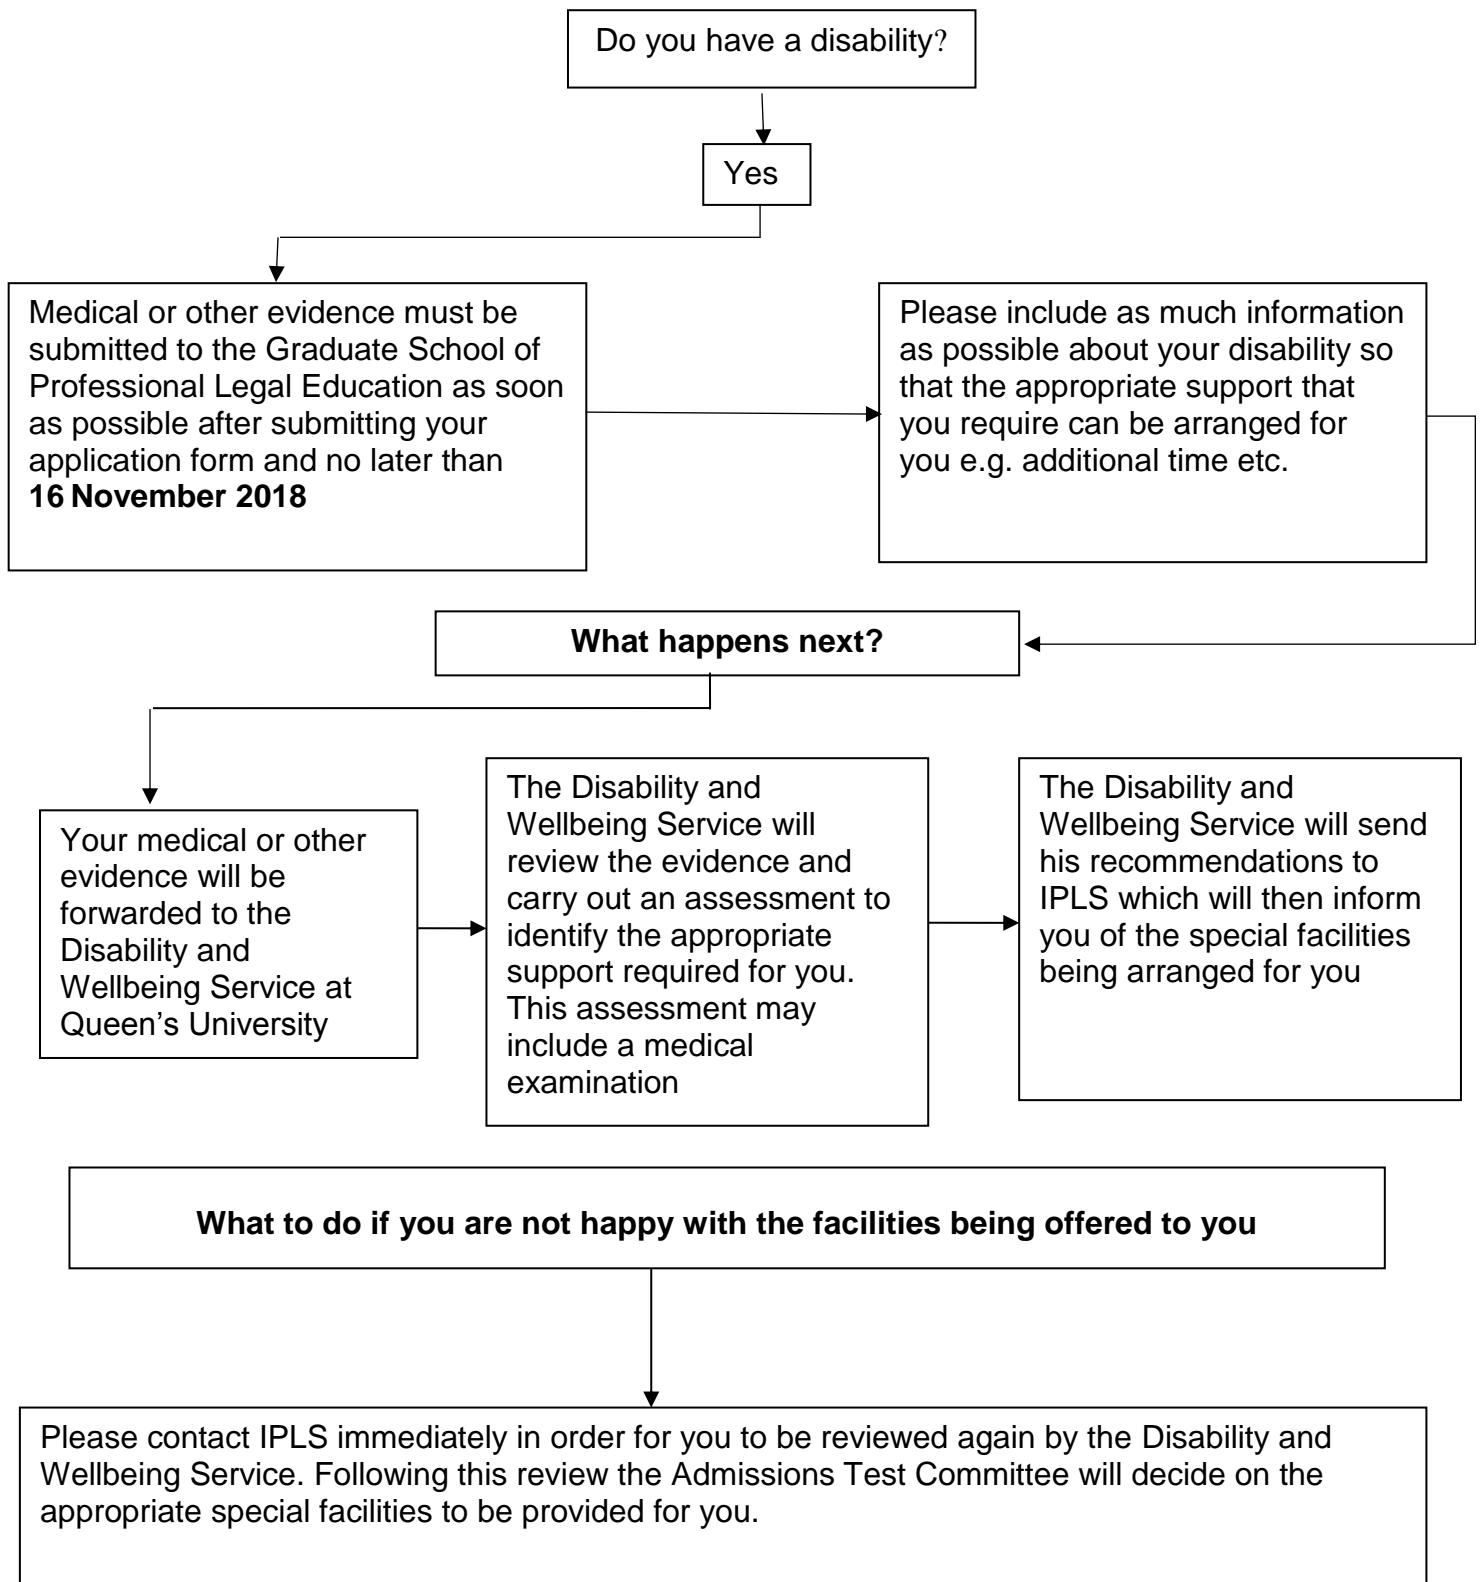 Do you have a disability?
Yes
Medical or other evidence must be
submitted to the Graduate School of
Professional Legal Education as soon
as possible after submitting your
application form and no later than
16 November 2018
Please include as much information
as possible about your disability so
that the appropriate support that
you require can be arranged for
you e.g. additional time etc.
What happens next?
Your medical or other
evidence will be
forwarded to the
Disability and
Wellbeing Service at
Queen’s University
The Disability and
Wellbeing Service will
review the evidence and
carry out an assessment to
identify the appropriate
support required for you.
This assessment may
include a medical
examination
The Disability and
Wellbeing Service will send
his recommendations to
IPLS which will then inform
you of the special facilities
being arranged for you
What to do if you are not happy with the facilities being offered to you
Please contact IPLS immediately in order for you to be reviewed again by the Disability and
Wellbeing Service. Following this review the Admissions Test Committee will decide on the
appropriate special facilities to be provided for you.